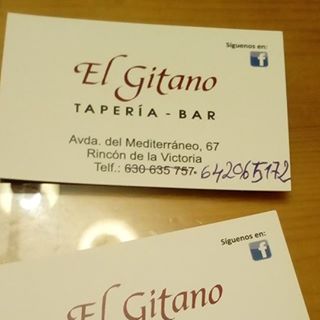 Síguenos en:
El Gitano
TAPERÍA - BAR
Avda. del Mediterráneo, 67
Rincón de la Victoria
Telf.: 630 635 757. 642065172
Síguenos en:
El Gitano